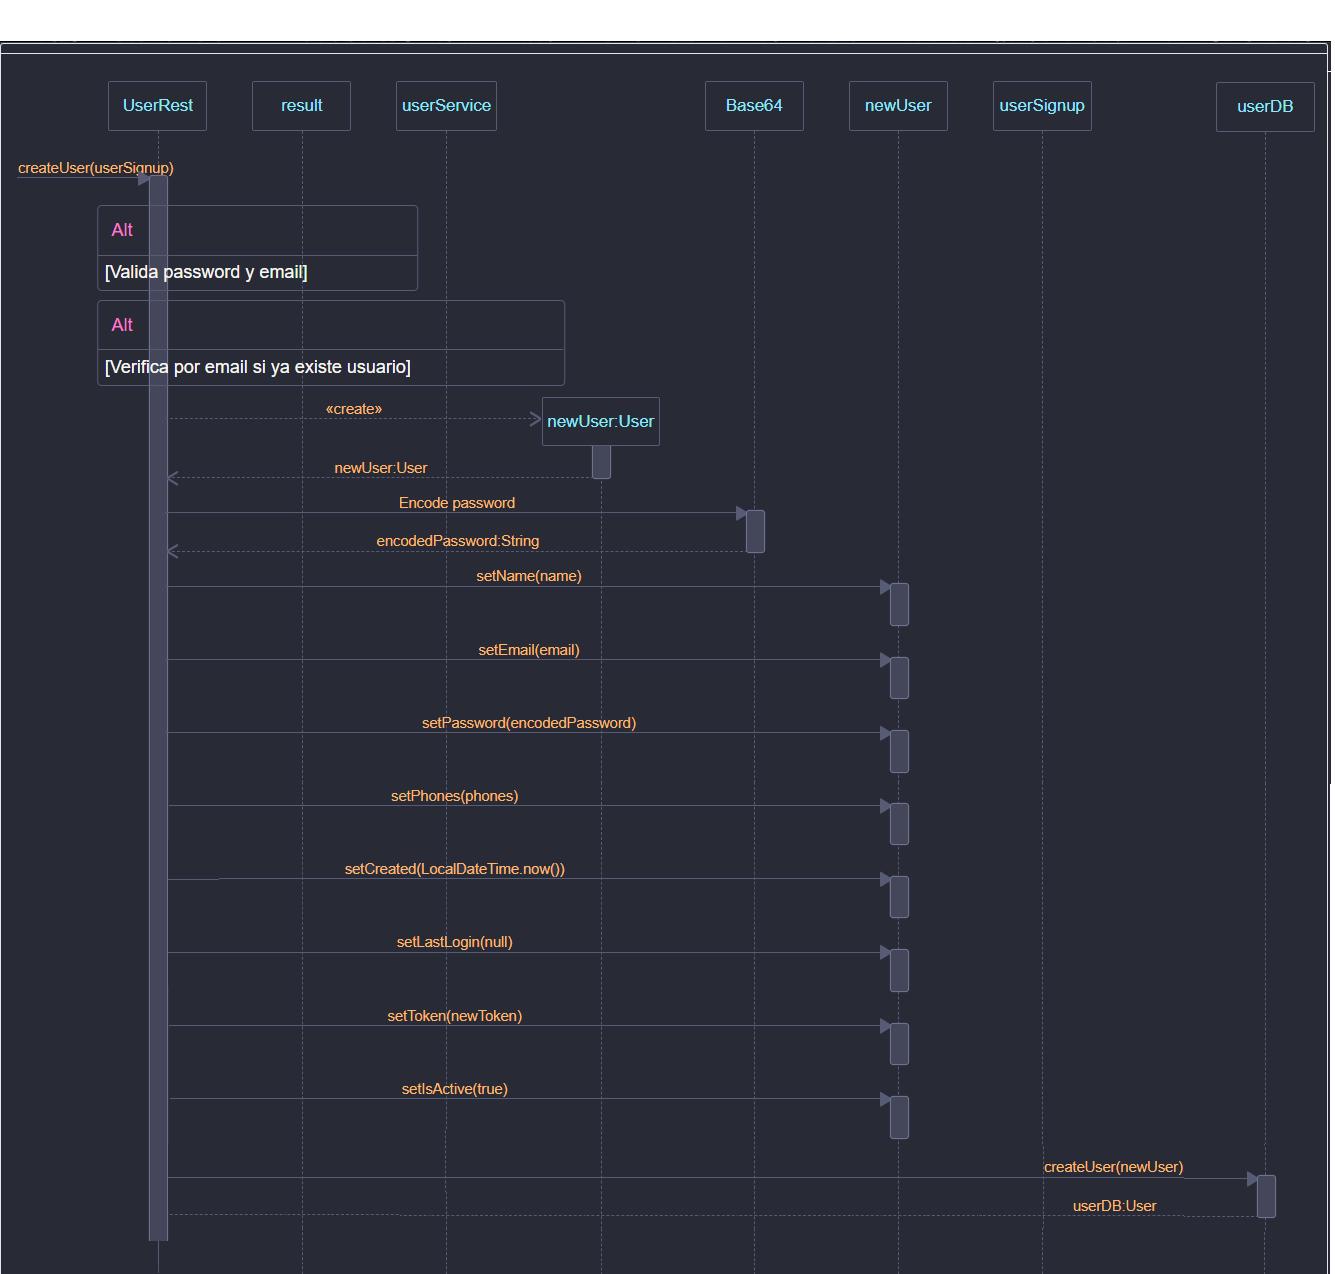 UserRest
result
userService
Base64
newUser
userSignup
userDB
createUser(userSignup)
Alt
[Valida password y email]
Alt
[Verifica por email si ya existe usuario]
«create»
newUser:User
newUser:User
Encode password
encodedPassword:String
setName(name)
setEmail(email)
setPassword(encodedPassword)
setPhones(phones)
setCreated(LocalDateTime.now())
setLastLogin(null)
setToken(newToken)
setIsActive(true)
createUser(newUser)
userDB:User